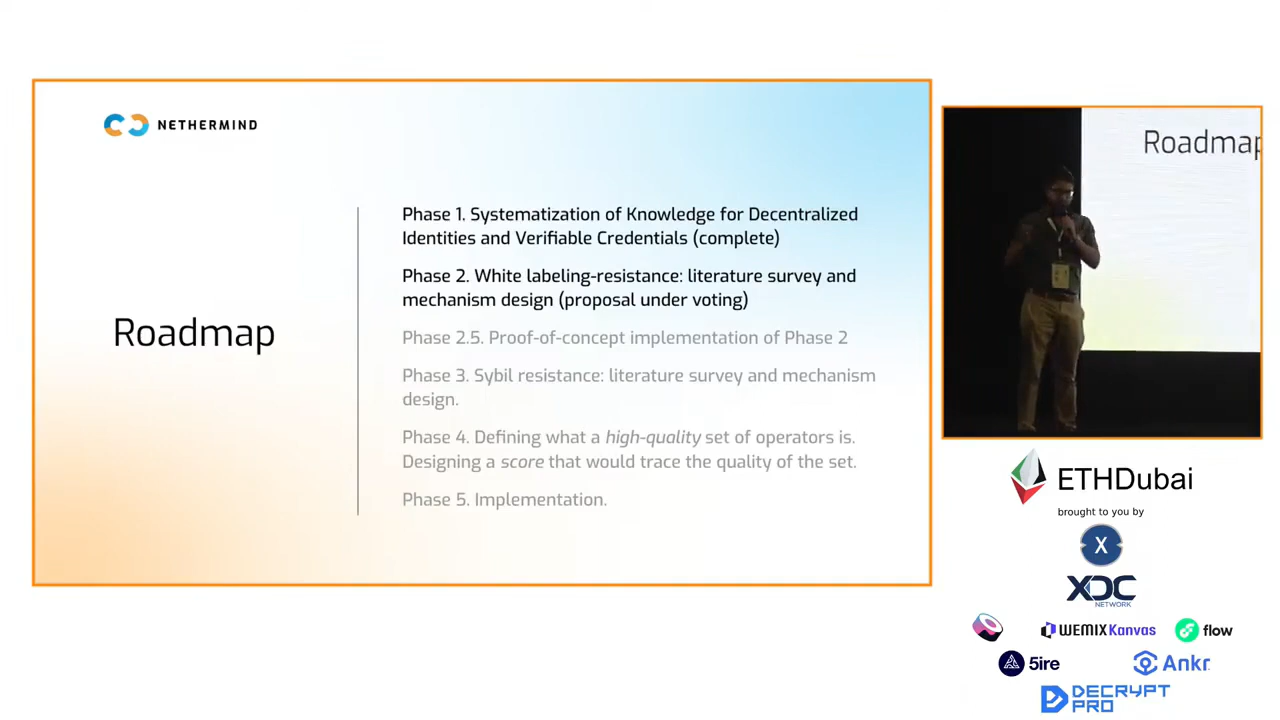 NETHERMIND
Roadmap
Phase 1. Systematization of Knowledge for Decentralized
Identities and Verifiable Credentials (complete)
Phase 2. White labeling-resistance: literature survey and
mechanism design (proposal under voting)
Phase 2.5. Proof-of-concept implementation of Phase 2
Phase 3. Sybil resistance: literature survey and mechanism
design.
Phase 4. Defining what a high-quality set of operators is.
Designing a score that would trace the quality of the set.
Phase 5. Implementation.
Roadmap
ETHDubai
brought to you by
X
XDC
NETWORK
WEMIX Kanvas
flow
5ire
Ankr
DECRYPT
PRO